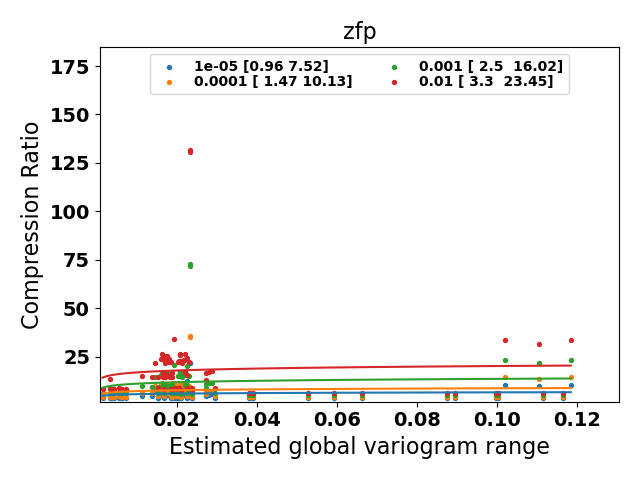 zfp
1e-05 [0.96 7.52]
0.0001 [ 1.47 10.13]
0.001 [ 2.5  16.02]
0.01 [ 3.3  23.45]
Compression Ratio
175
150
125
100
75
50
25
0.02 0.04 0.06 0.08 0.10 0.12
Estimated global variogram range